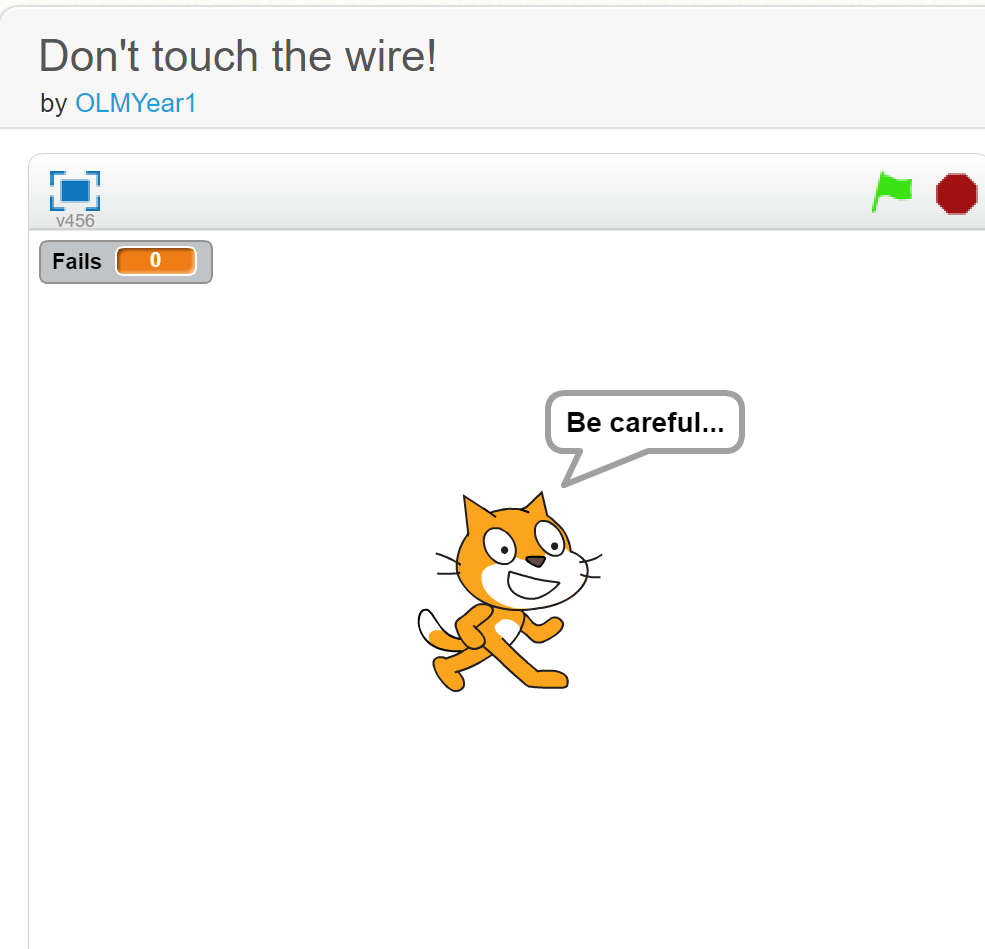 Don't touch the wire!
by OLMYear1
v456
Fails 0
Be careful...